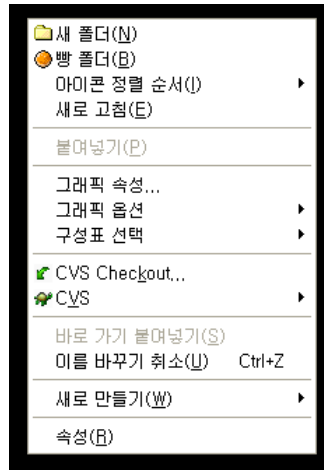 새 폴더(N)
빵 폴더(B)
아이콘 정렬 순서(I)
새로 고침(E)
붙여넣기(P)
그래픽 속성...
그래픽 옵션
구성표 선택
CVS Checkout...
CVS
바로 가기 붙여넣기(S)
이름 바꾸기 취소(U) Ctrl+Z
새로 만들기(W)
속성(R)